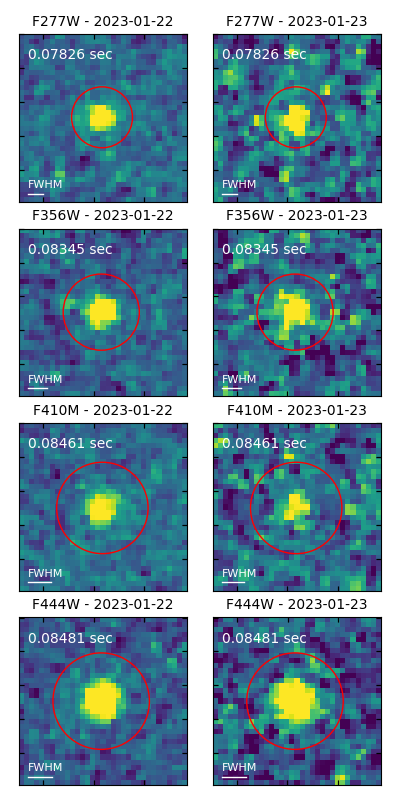 F277W - 2023-01-22
F277W - 2023-01-23
0.07826 sec
0.07826 sec
FWHM
FWHM
F356W - 2023-01-22
F356W - 2023-01-23
0.08345 sec
0.08345 sec
FWHM
FWHM
F410M - 2023-01-22
F410M - 2023-01-23
0.08461 sec
0.08461 sec
FWHM
FWHM
F444W - 2023-01-22
F444W - 2023-01-23
0.08481 sec
0.08481 sec
FWHM
FWHM